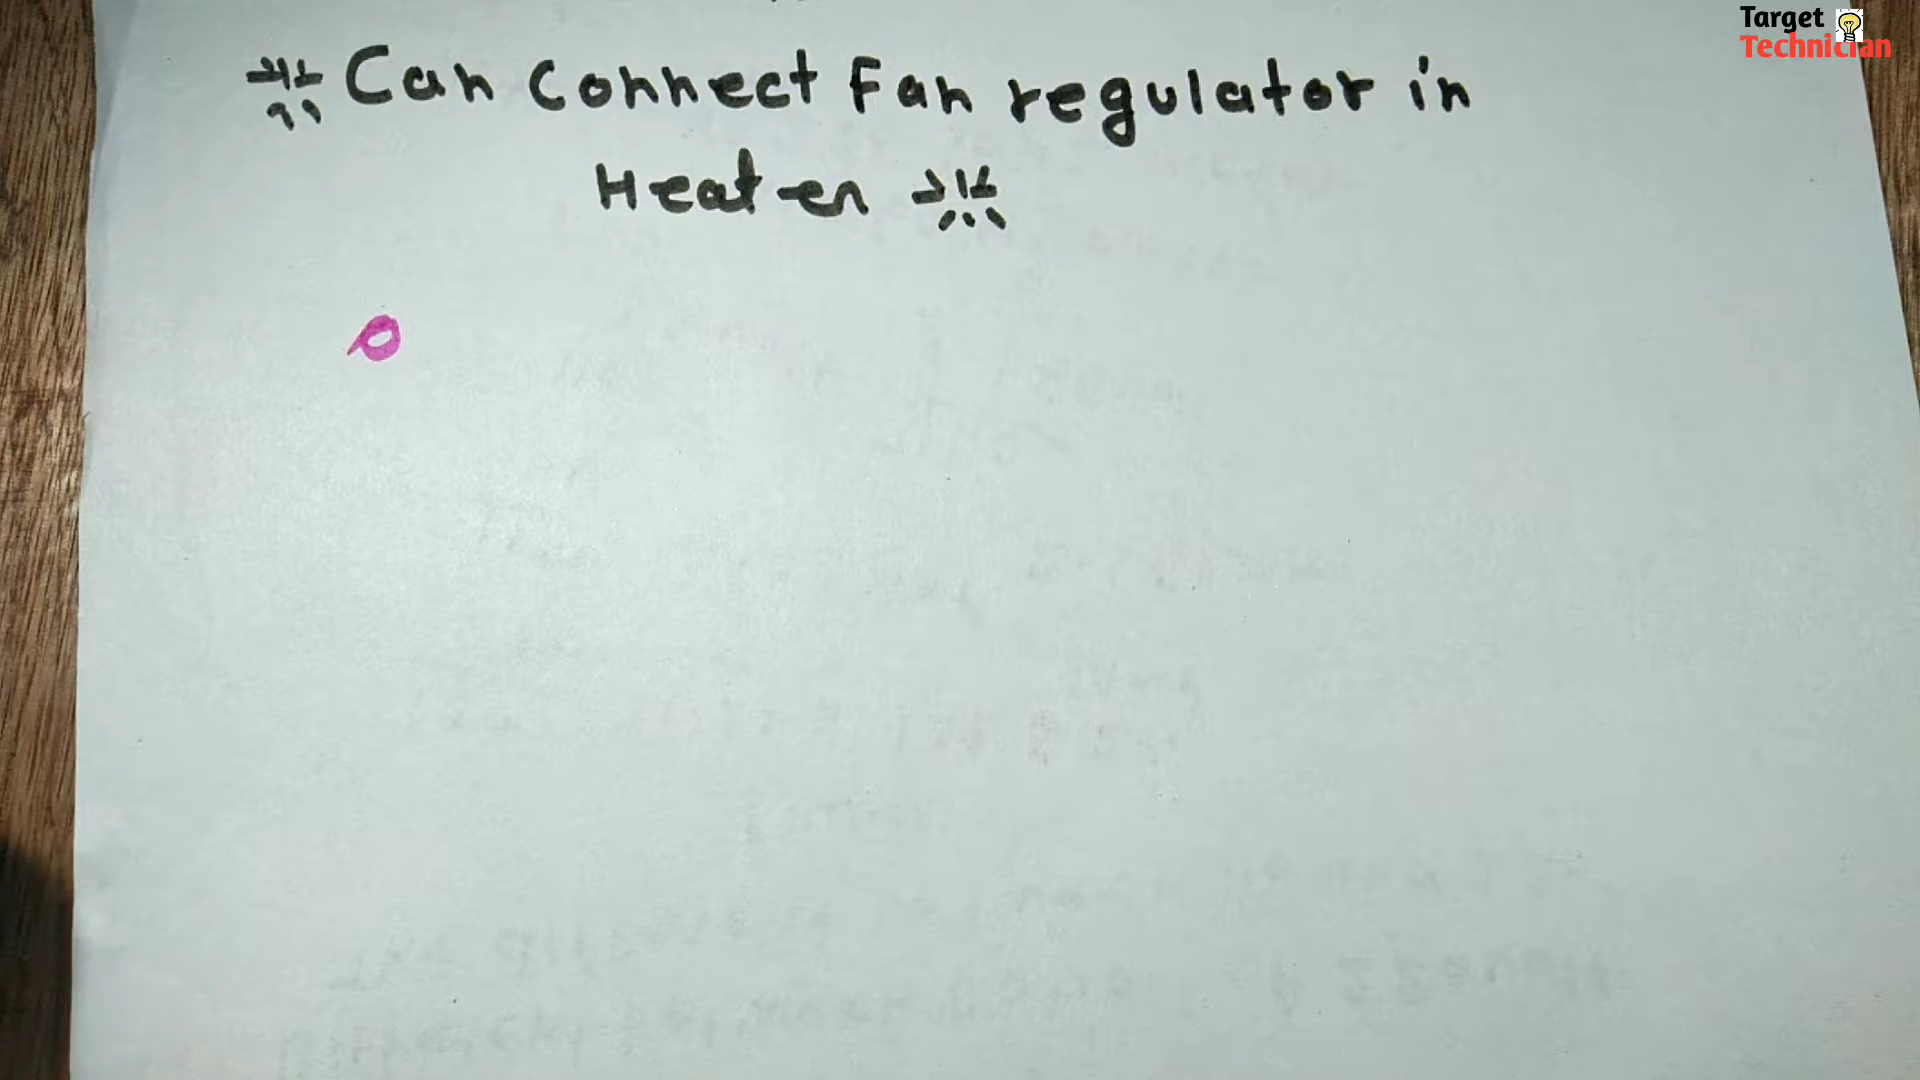 Can Connect Fan regulator in
Heater
Target
Technician